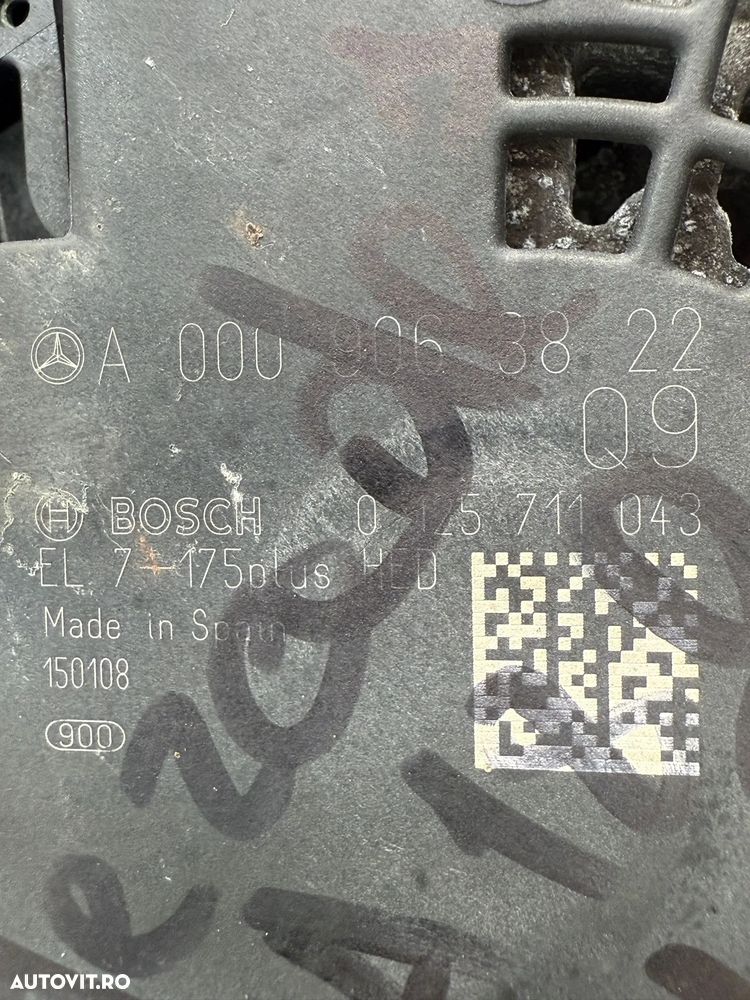 A 000 906 38 22
Q9
BOSCH 0 125 711 043
EL 7-175plus HED
Made in Spain
150108
900
AUTOVIT.RO